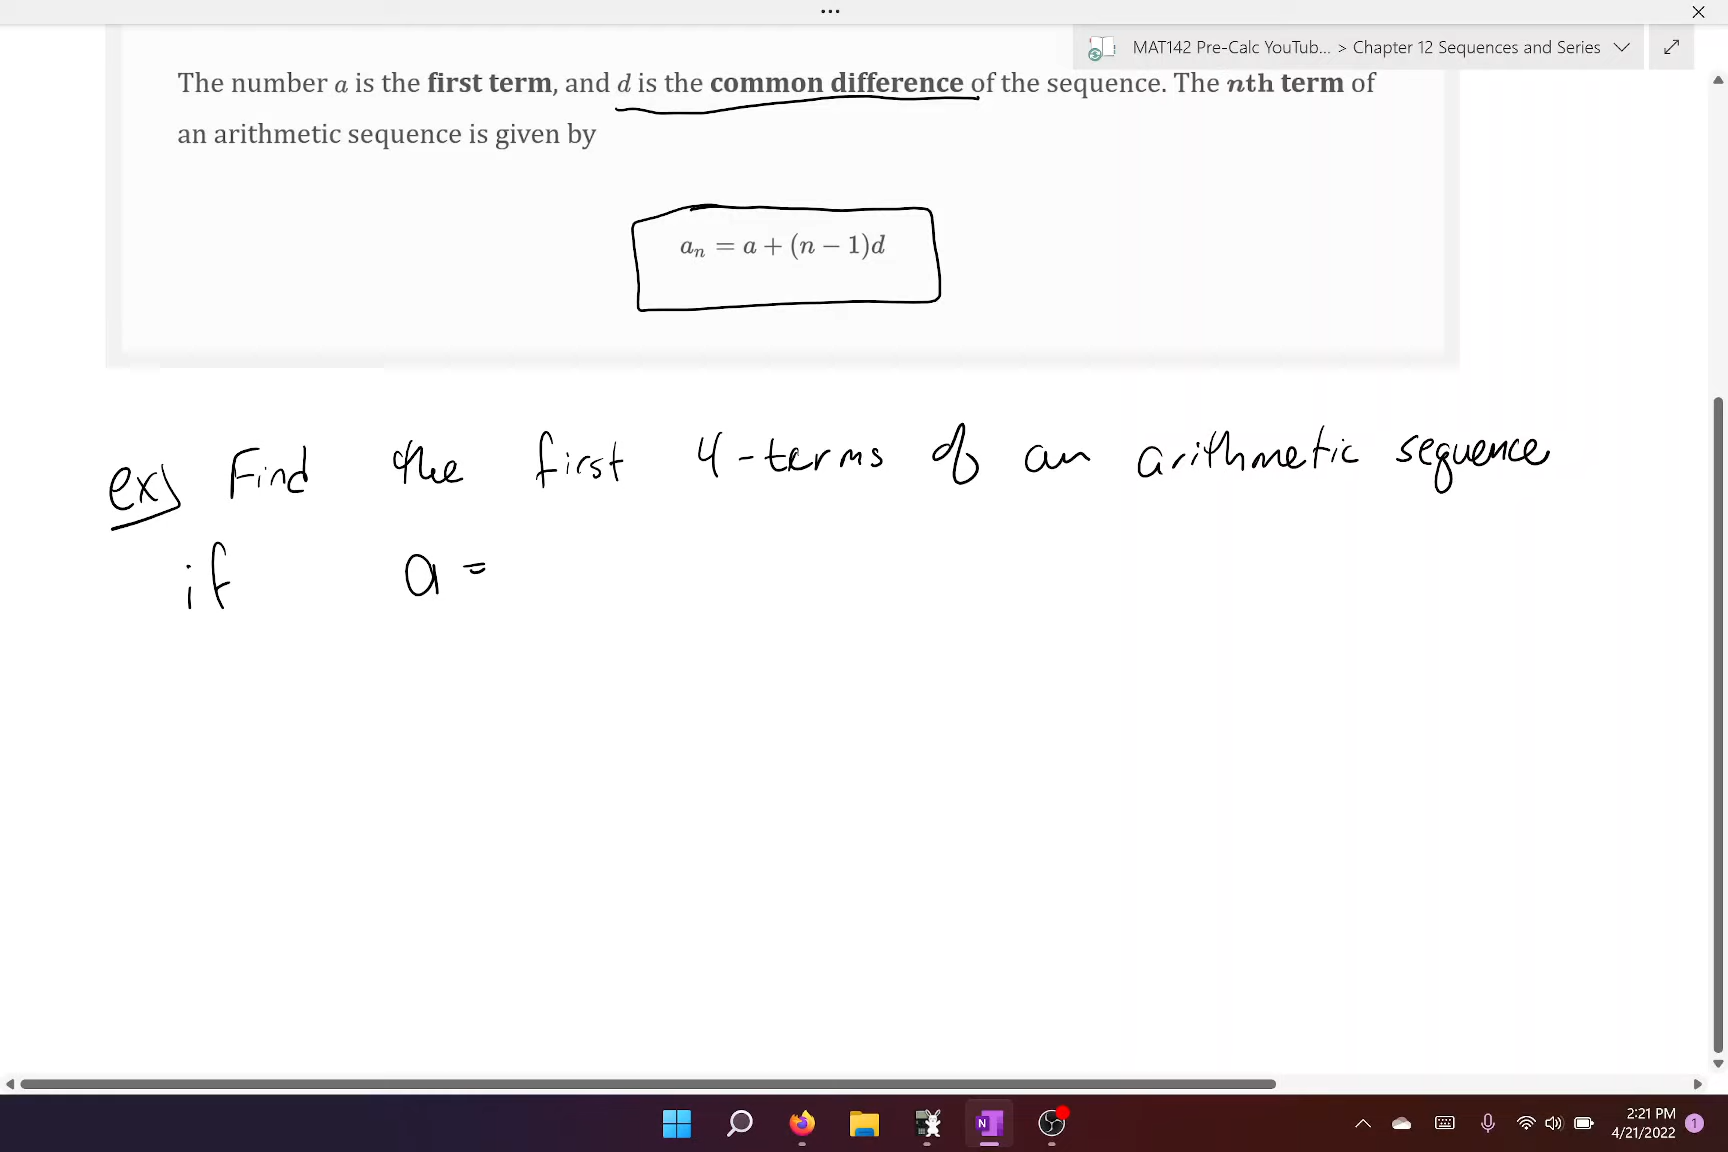 MAT142 Pre-Calc YouTub... > Chapter 12 Sequences and Series
The number a is the first term, and d is the common difference of the sequence. The nth term of
an arithmetic sequence is given by
aₙ = a + (n − 1)d
ex) Find the first 4-terms of an arithmetic sequence
if a =
2:21 PM
4/21/2022
1